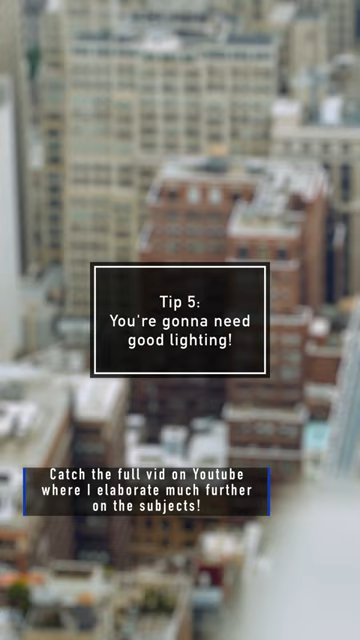 Tip 5:
You're gonna need
good lighting!
Catch the full vid on Youtube
where I elaborate much further
on the subjects!